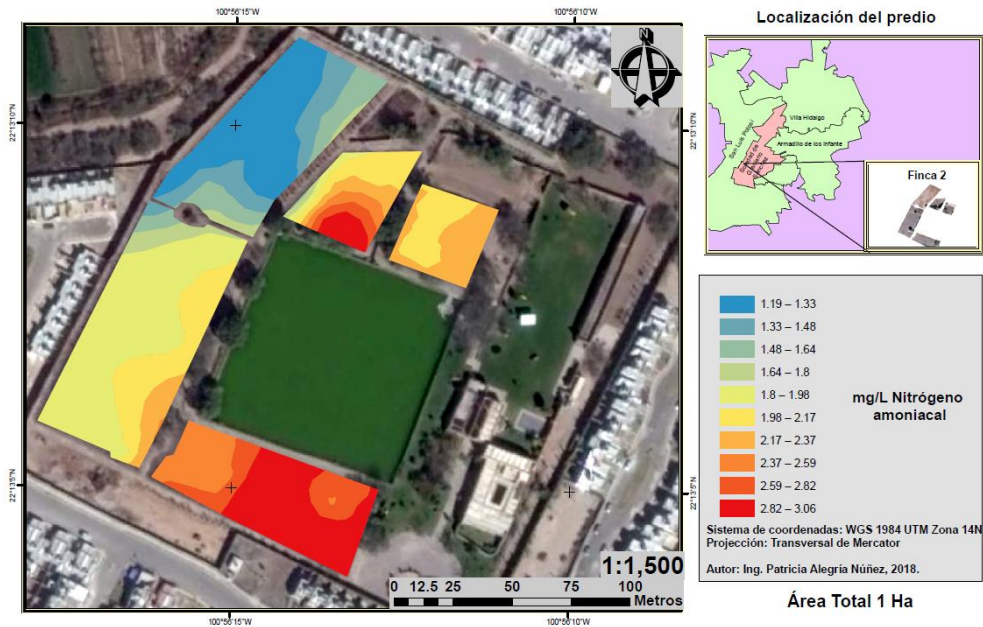 100°56'15"W
100°56'10"W
22°13'10"N
22°13'10"N
22°13'5"N
22°13'5"N
100°56'15"W
100°56'10"W
1:1,500
0 12.5 25 50 75 100
Metros
Localización del predio
Villa Hidalgo
San Luis Potosí
Armadillo de los Infante
Soledad de
Graciano
Sánchez
Finca 2
1.19 – 1.33
1.33 – 1.48
1.48 – 1.64
1.64 – 1.8
1.8 – 1.98
1.98 – 2.17
2.17 – 2.37
2.37 – 2.59
2.59 – 2.82
2.82 – 3.06
mg/L Nitrógeno
amoniacal
Sistema de coordenadas: WGS 1984 UTM Zona 14N
Projección: Transversal de Mercator
Autor: Ing. Patricia Alegría Núñez, 2018.
Área Total 1 Ha